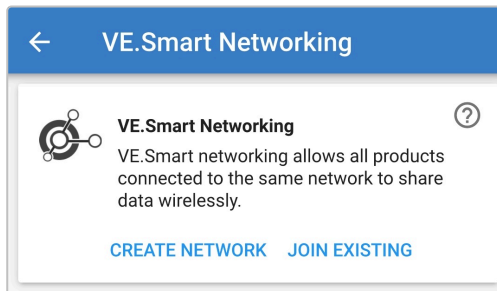 VE.Smart Networking
VE.Smart Networking
VE.Smart networking allows all products
connected to the same network to share
data wirelessly.
CREATE NETWORK JOIN EXISTING